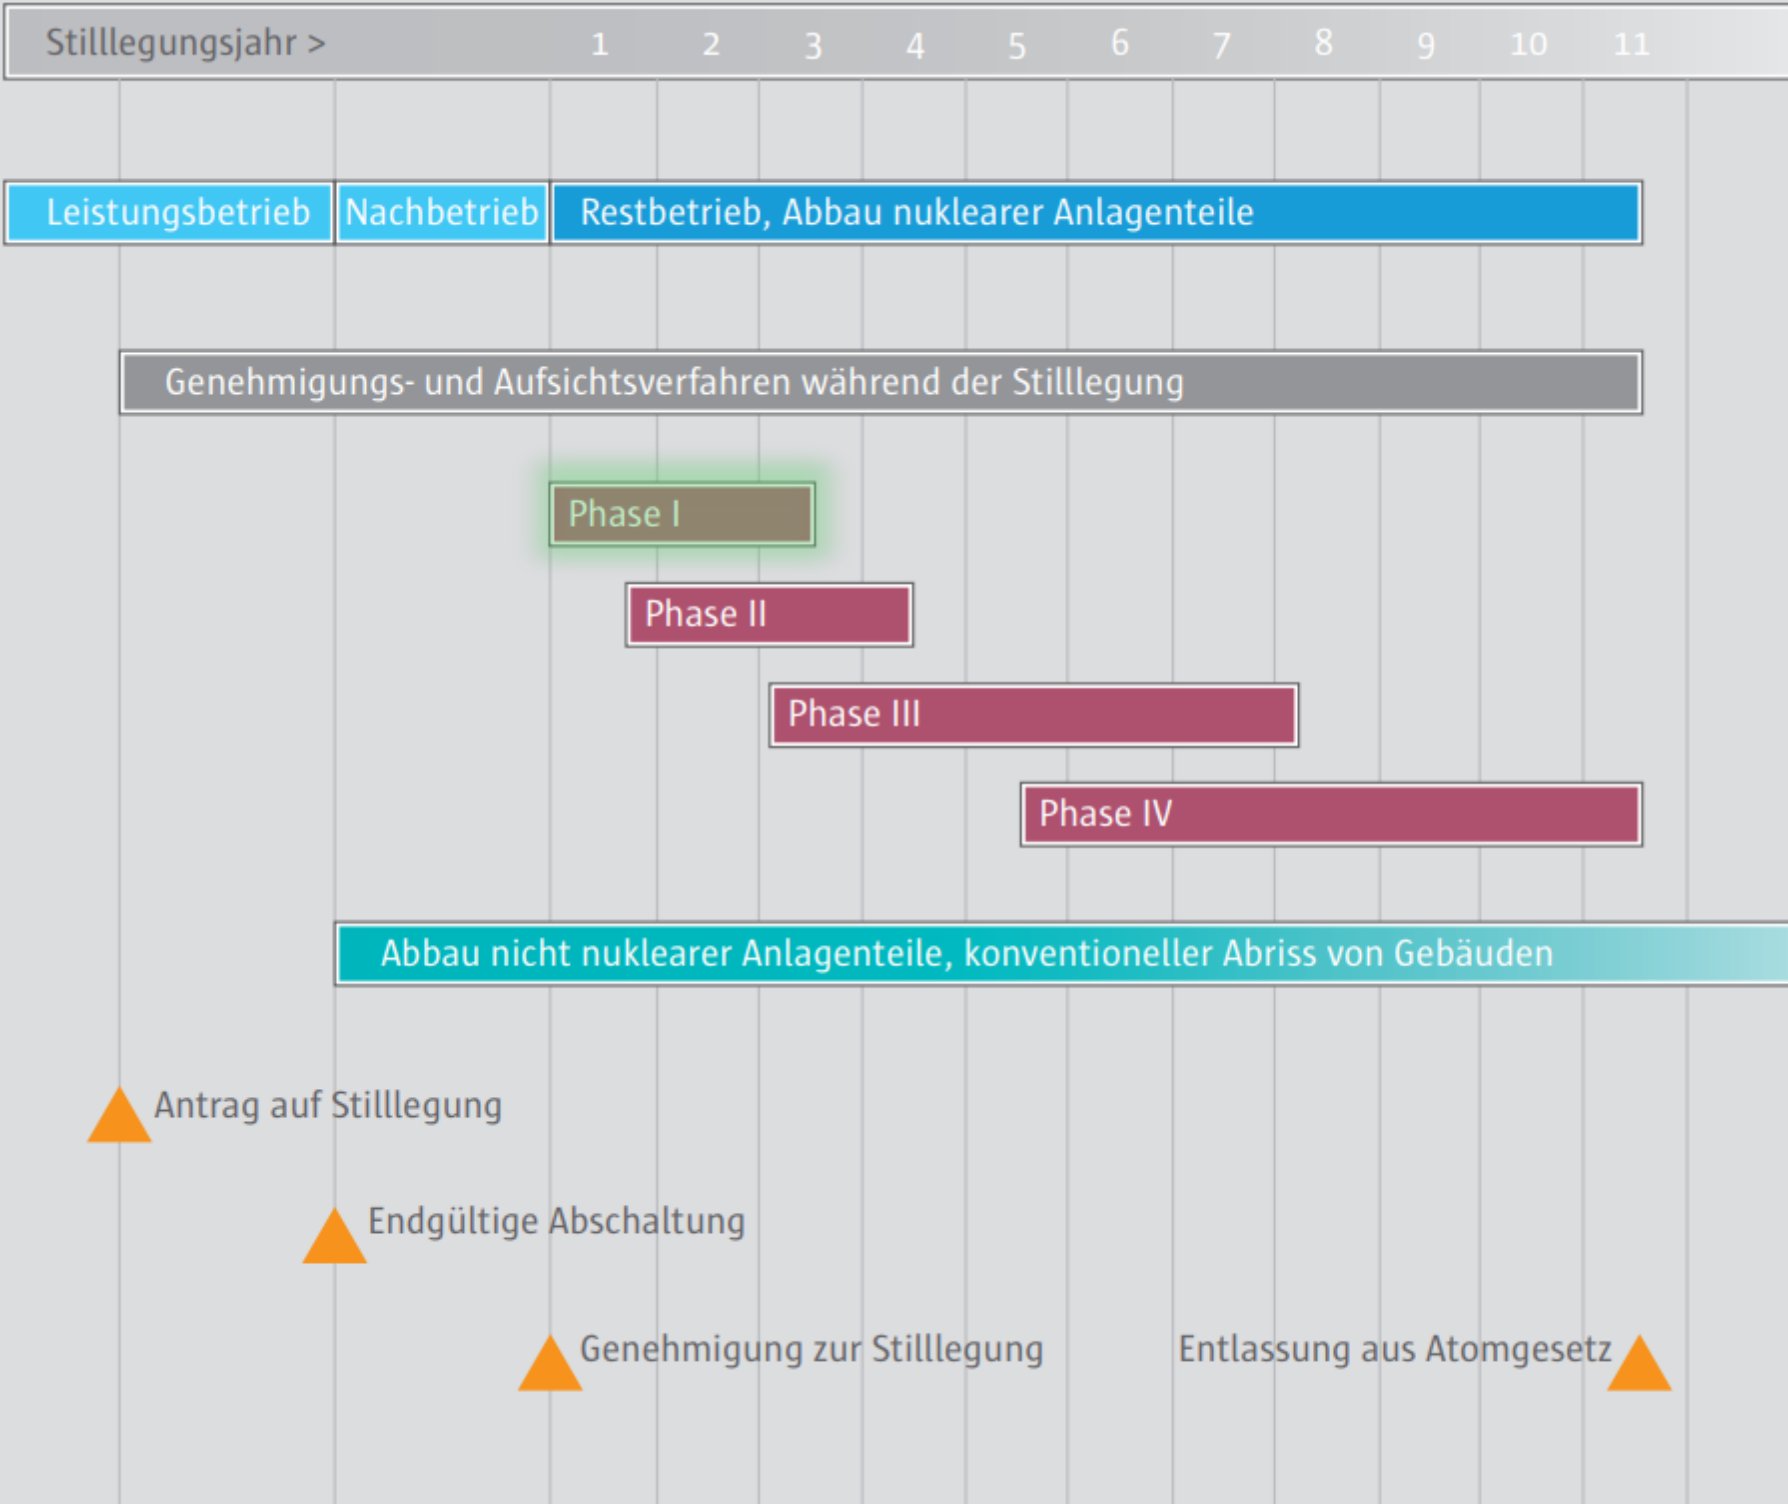 Stilllegungsjahr > 1 2 3 4 5 6 7 8 9 10 11
Leistungsbetrieb Nachbetrieb Restbetrieb, Abbau nuklearer Anlagenteile
Genehmigungs- und Aufsichtsverfahren während der Stilllegung
Phase I
Phase II
Phase III
Phase IV
Abbau nicht nuklearer Anlagenteile, konventioneller Abriss von Gebäuden
Antrag auf Stilllegung
Endgültige Abschaltung
Genehmigung zur Stilllegung Entlassung aus Atomgesetz